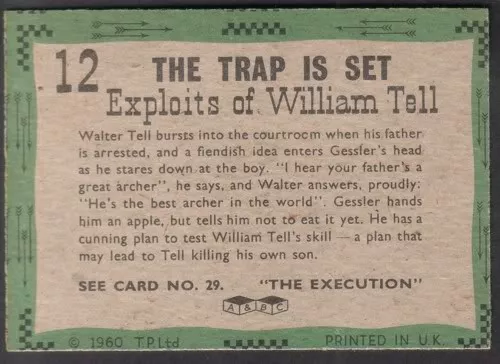 12 THE TRAP IS SET
Exploits of William Tell
Walter Tell bursts into the courtroom when his father
is arrested, and a fiendish idea enters Gessler's head
as he stares down at the boy. "I hear your father's a
great archer", he says, and Walter answers, proudly:
"He's the best archer in the world". Gessler hands
him an apple, but tells him not to eat it yet. He has a
cunning plan to test William Tell's skill — a plan that
may lead to Tell killing his own son.
SEE CARD NO. 29. "THE EXECUTION"
A & B C
© 1960 T.P.Ltd PRINTED IN U.K.